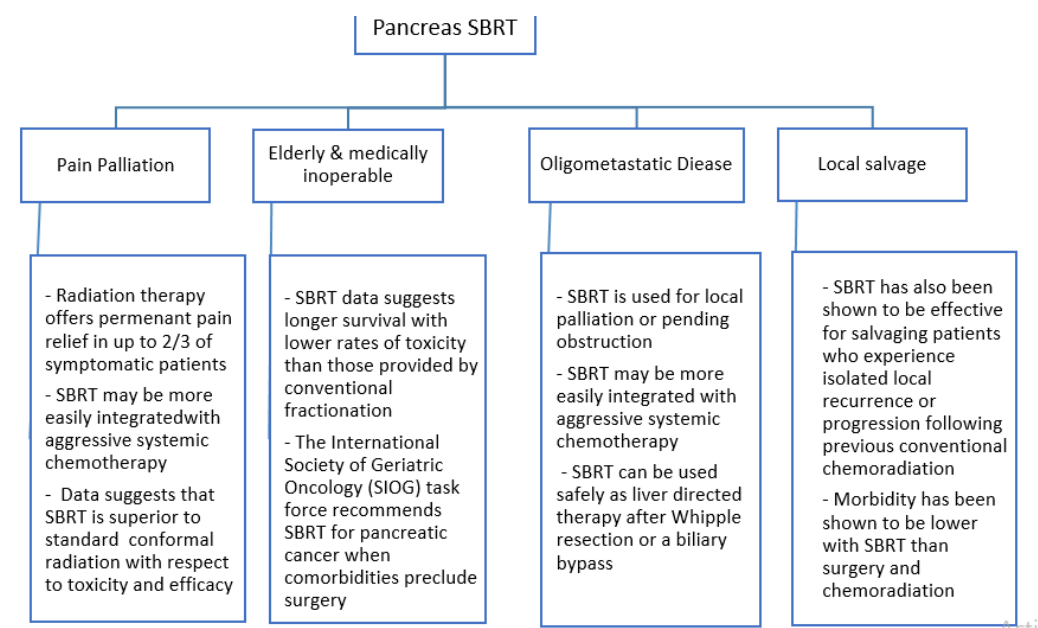 Pancreas SBRT
Pain Palliation
Elderly & medically
inoperable
Oligometastatic Diease
Local salvage
- Radiation therapy
offers permenant pain
relief in up to 2/3 of
symptomatic patients
- SBRT may be more
easily integratedwith
aggressive systemic
chemotherapy
- Data suggests that
SBRT is superior to
standard conformal
radiation with respect
to toxicity and efficacy
- SBRT data suggests
longer survival with
lower rates of toxicity
than those provided by
conventional
fractionation
- The International
Society of Geriatric
Oncology (SIOG) task
force recommends
SBRT for pancreatic
cancer when
comorbidities preclude
surgery
- SBRT is used for local
palliation or pending
obstruction
- SBRT may be more
easily integrated with
aggressive systemic
chemotherapy
- SBRT can be used
safely as liver directed
therapy after Whipple
resection or a biliary
bypass
- SBRT has also been
shown to be effective
for salvaging patients
who experience
isolated local
recurrence or
progression following
previous conventional
chemoradiation
- Morbidity has been
shown to be lower
with SBRT than
surgery and
chemoradiation